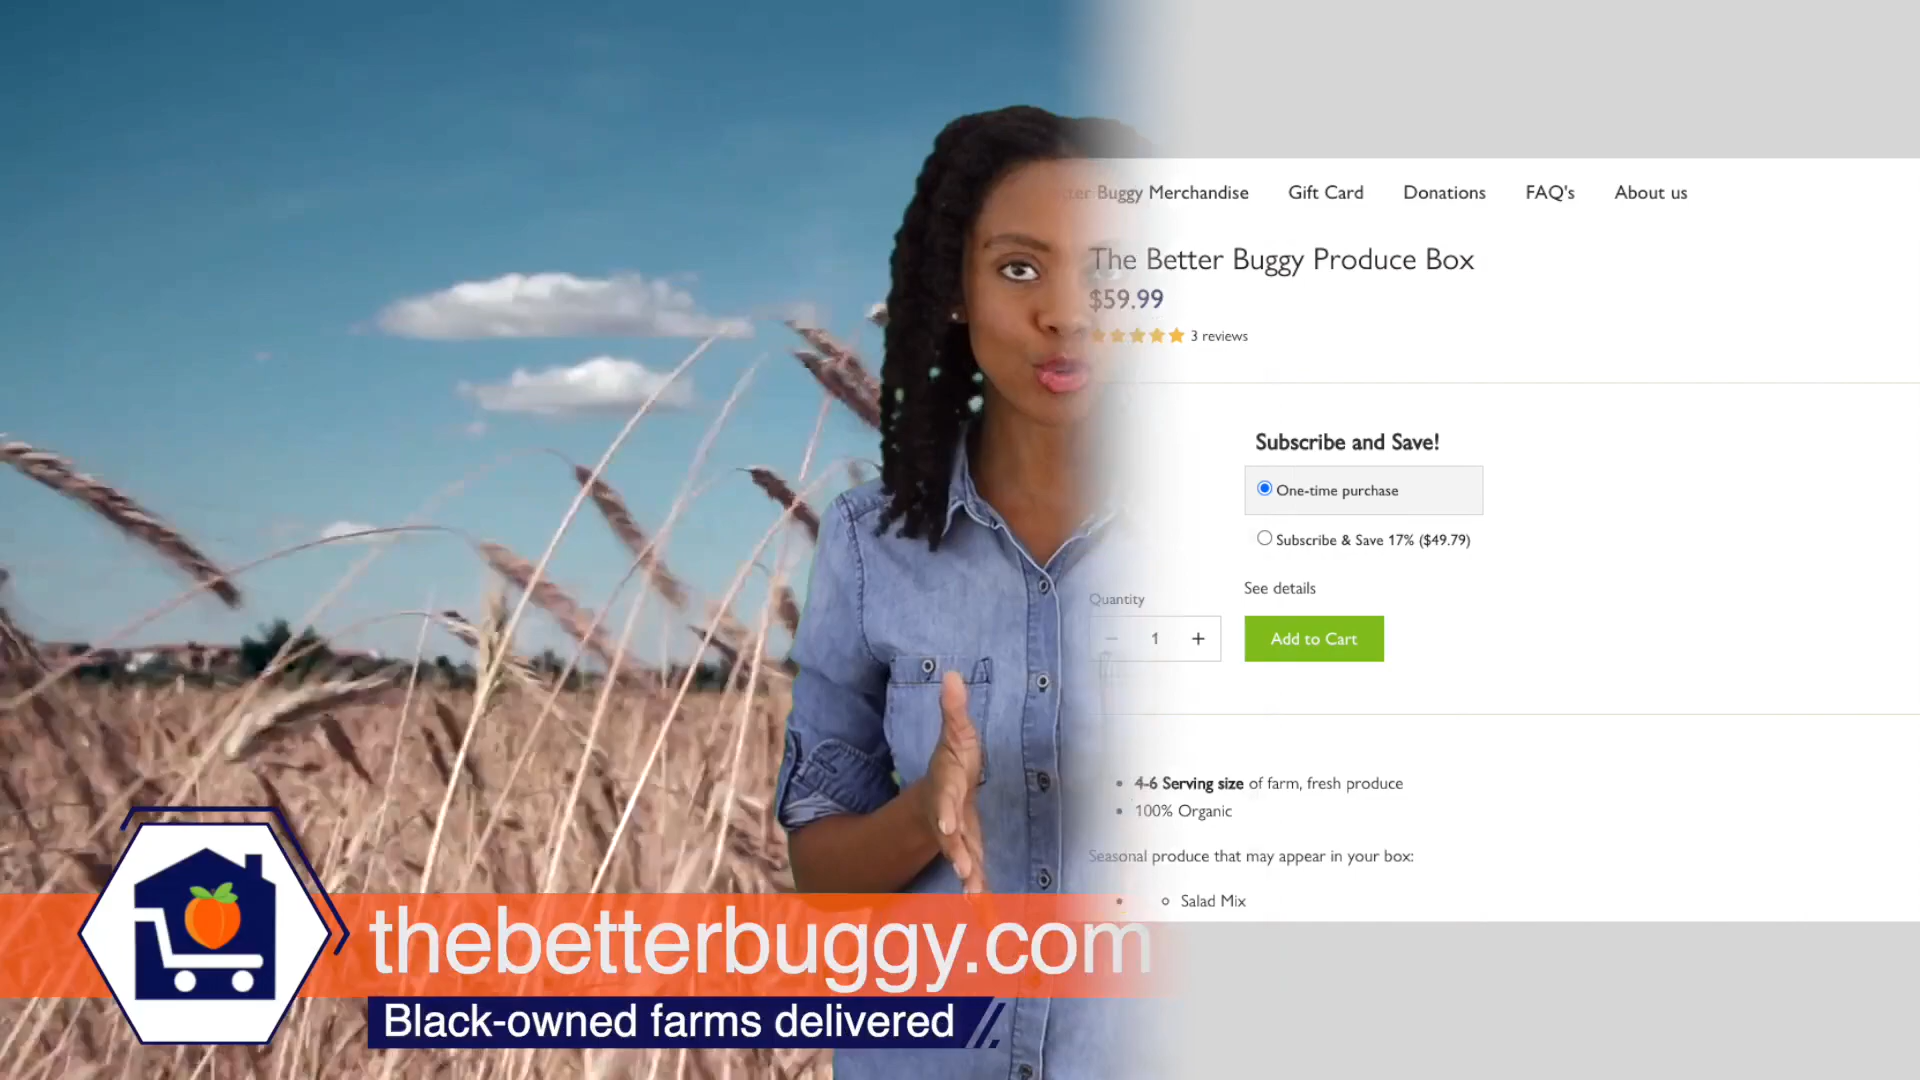 Buggy Merchandise Gift Card Donations FAQ's About us
The Better Buggy Produce Box
$59.99
3 reviews
Subscribe and Save!
One-time purchase
Subscribe & Save 17% ($49.79)
See details
Quantity
1
Add to Cart
4-6 Serving size of farm, fresh produce
100% Organic
Seasonal produce that may appear in your box:
Salad Mix
thebetterbuggy.com
Black-owned farms delivered